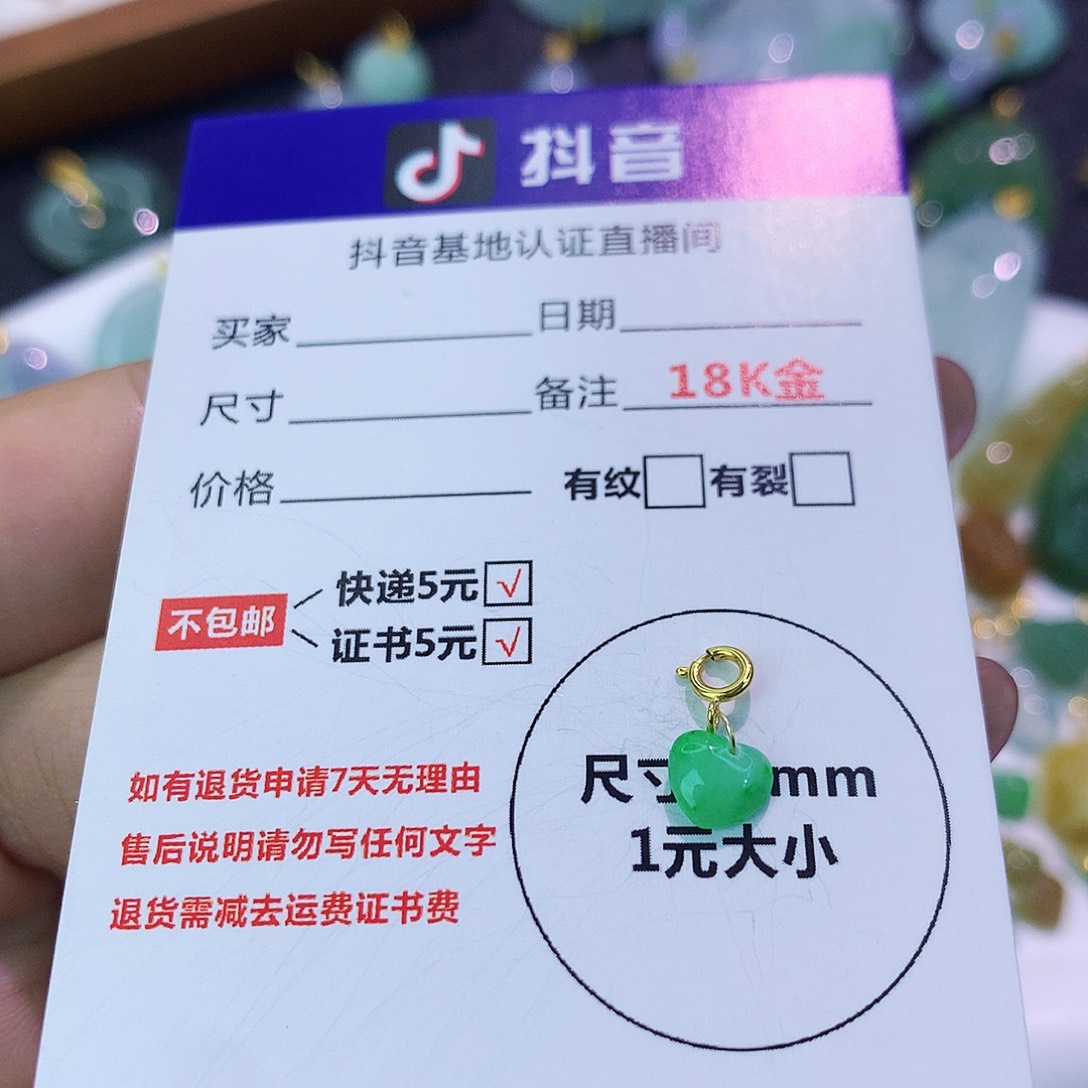 抖音
抖音基地认证直播间
买家 日期
尺寸 备注 18K金
价格 有纹 有裂
不包邮
快递5元 √
证书5元 √
如有退货申请7天无理由
售后说明请勿写任何文字
退货需减去运费证书费
尺寸 mm
1元大小